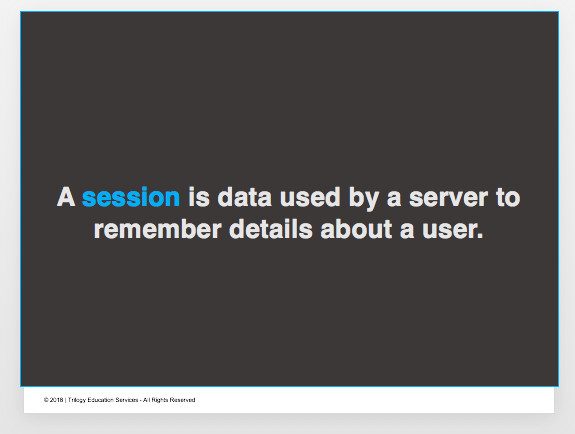 A session is data used by a server to
remember details about a user.
© 2018 | Trilogy Education Services - All Rights Reserved